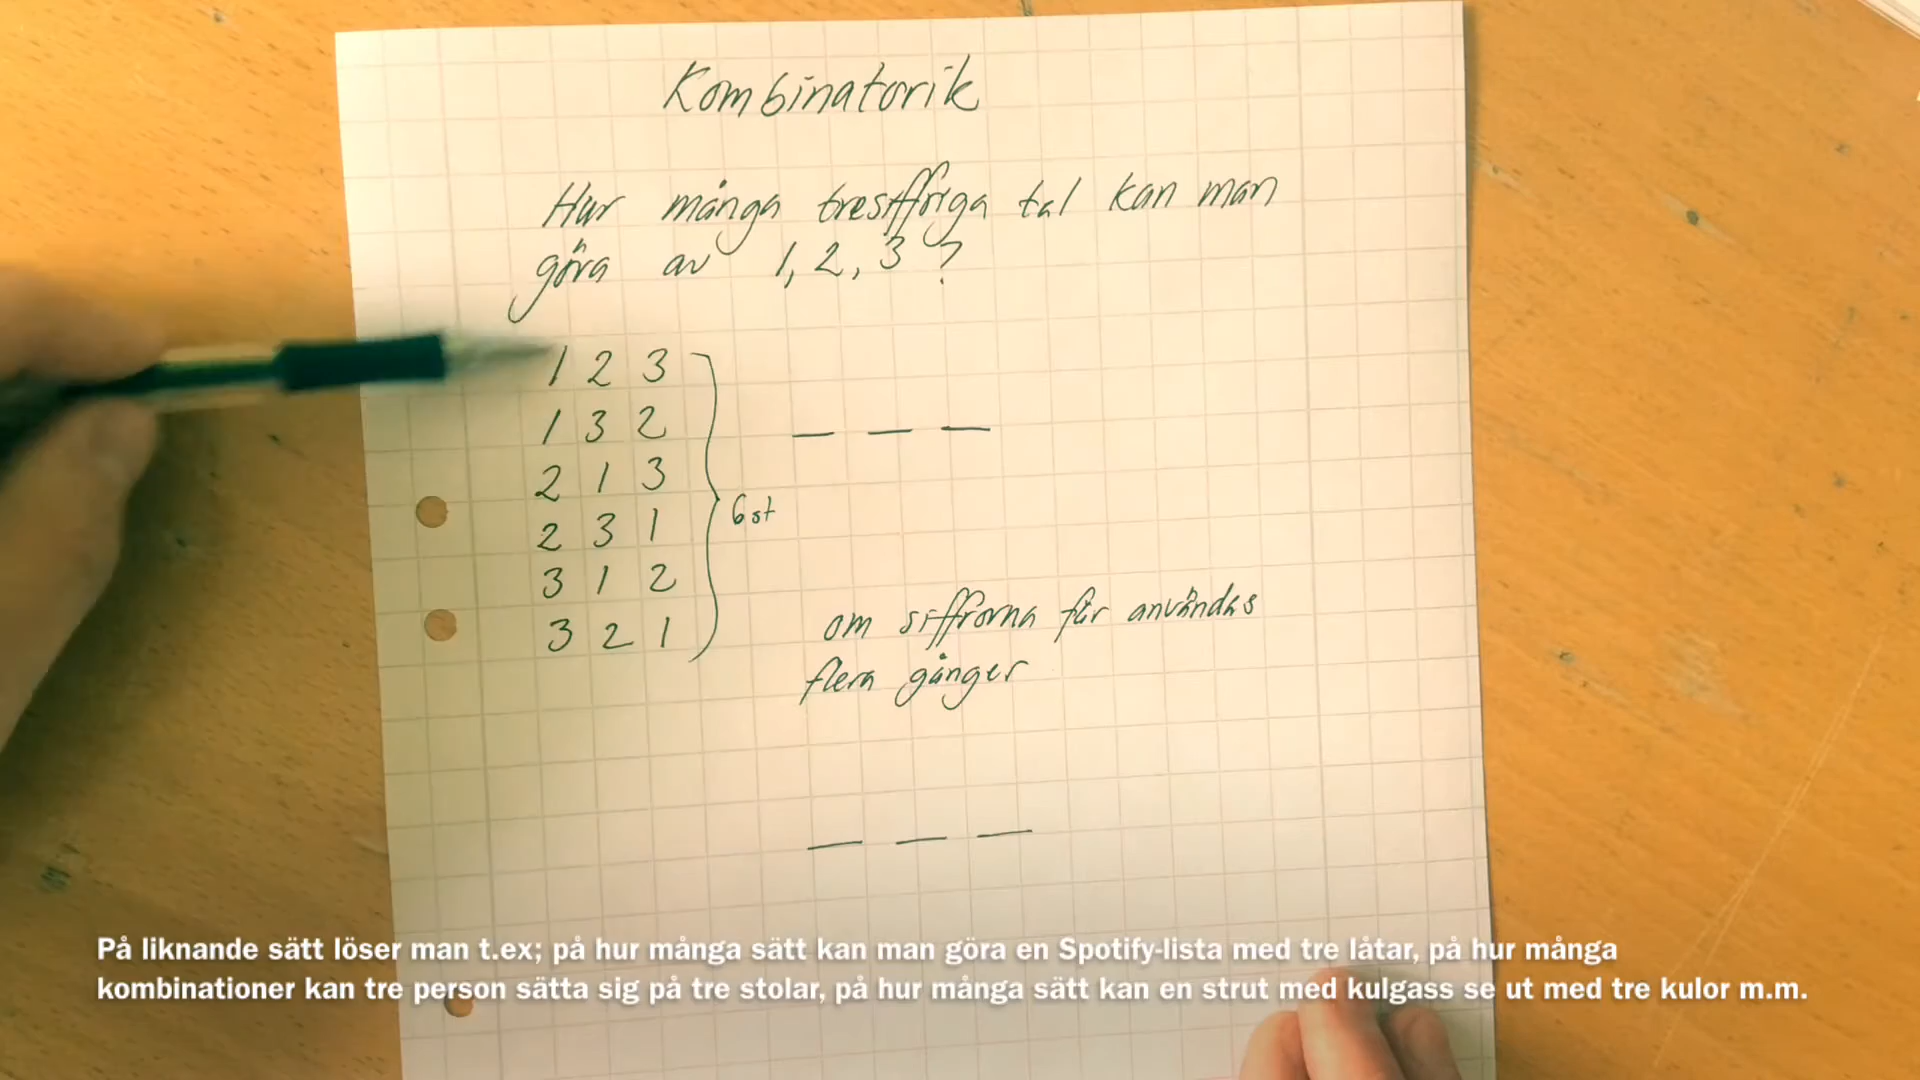 Kombinatorik
Hur många tresiffriga tal kan man
göra av 1, 2, 3 ?
1 2 3
1 3 2
2 1 3
2 3 1
3 1 2
3 2 1
6 st
om siffrorna får användas
flera gånger
På liknande sätt löser man t.ex; på hur många sätt kan man göra en Spotify-lista med tre låtar, på hur många
kombinationer kan tre person sätta sig på tre stolar, på hur många sätt kan en strut med kulgass se ut med tre kulor m.m.